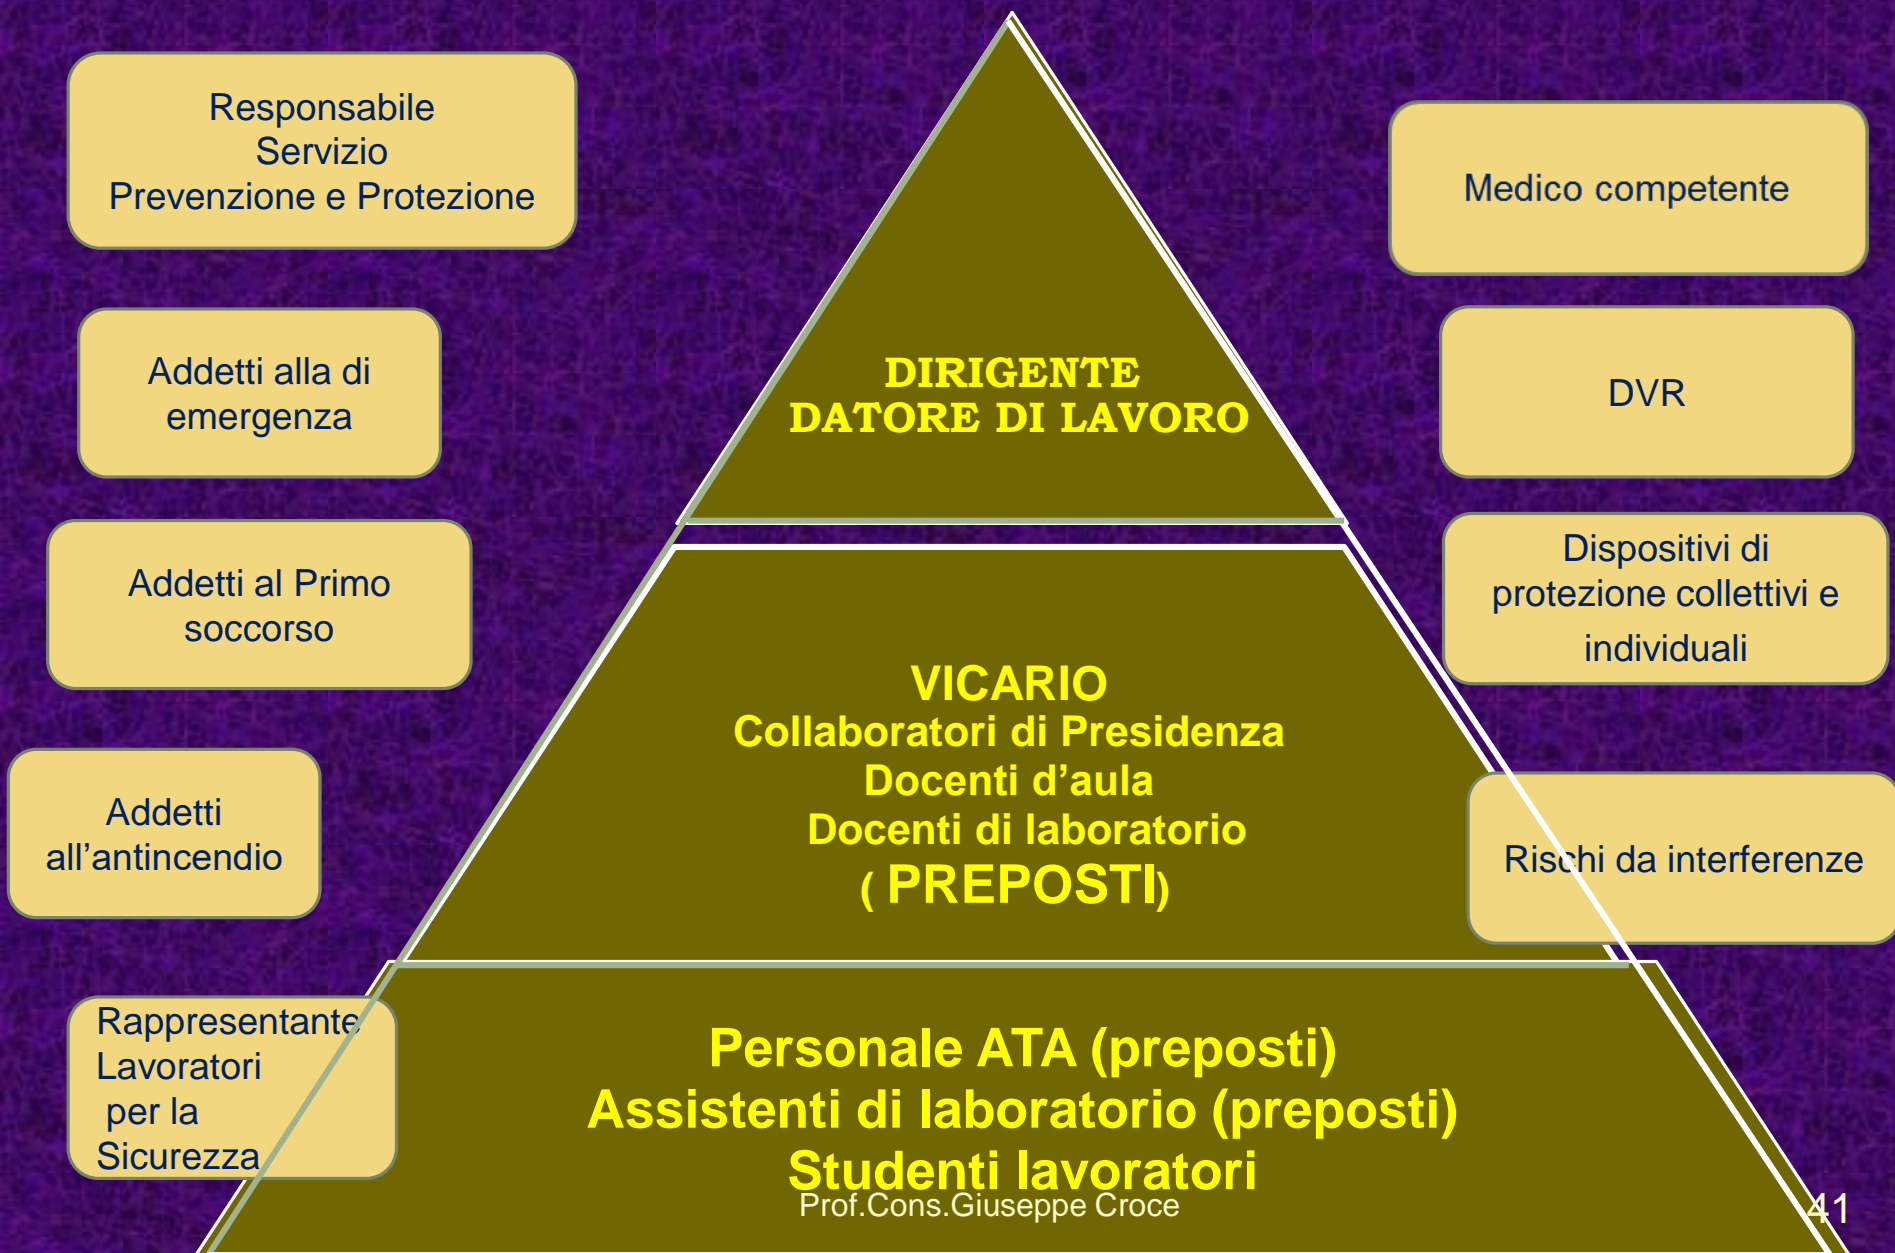 Responsabile
Servizio
Prevenzione e Protezione
Addetti alla di
emergenza
Addetti al Primo
soccorso
Addetti
all’antincendio
Rappresentante
Lavoratori
per la
Sicurezza
DIRIGENTE
DATORE DI LAVORO
VICARIO
Collaboratori di Presidenza
Docenti d’aula
Docenti di laboratorio
( PREPOSTI)
Personale ATA (preposti)
Assistenti di laboratorio (preposti)
Studenti lavoratori
Medico competente
DVR
Dispositivi di
protezione collettivi e
individuali
Rischi da interferenze
Prof.Cons.Giuseppe Croce
41